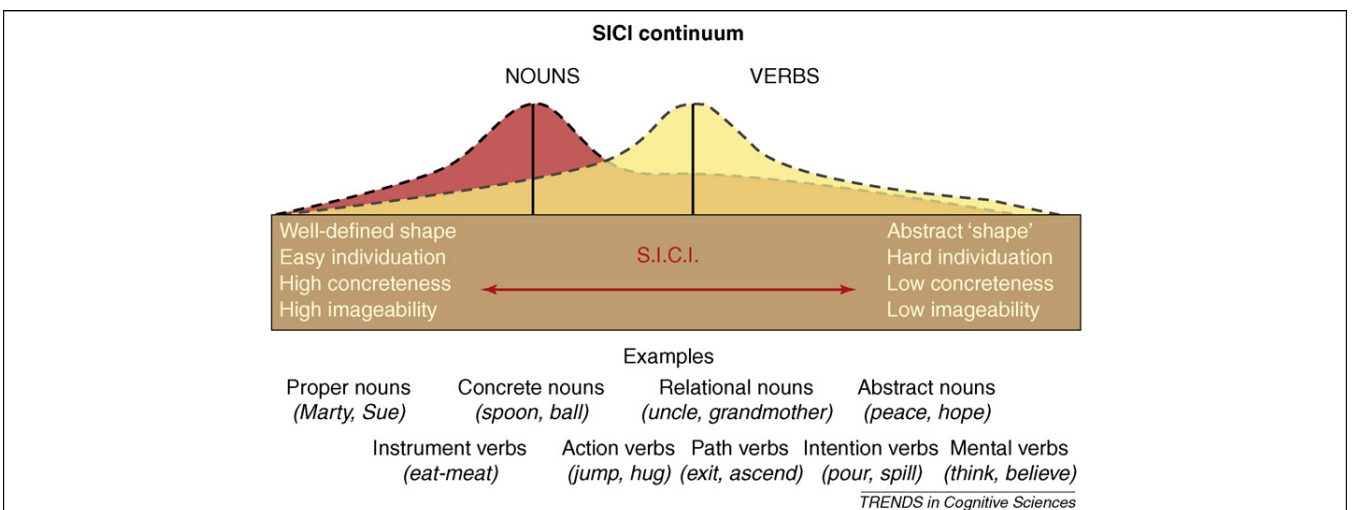 SICI continuum
NOUNS VERBS
Well-defined shape
Easy individuation
High concreteness
High imageability
S.I.C.I.
Abstract ‘shape’
Hard individuation
Low concreteness
Low imageability
Examples
Proper nouns Concrete nouns Relational nouns Abstract nouns
(Marty, Sue) (spoon, ball) (uncle, grandmother) (peace, hope)
Instrument verbs Action verbs Path verbs Intention verbs Mental verbs
(eat-meat) (jump, hug) (exit, ascend) (pour, spill) (think, believe)
TRENDS in Cognitive Sciences